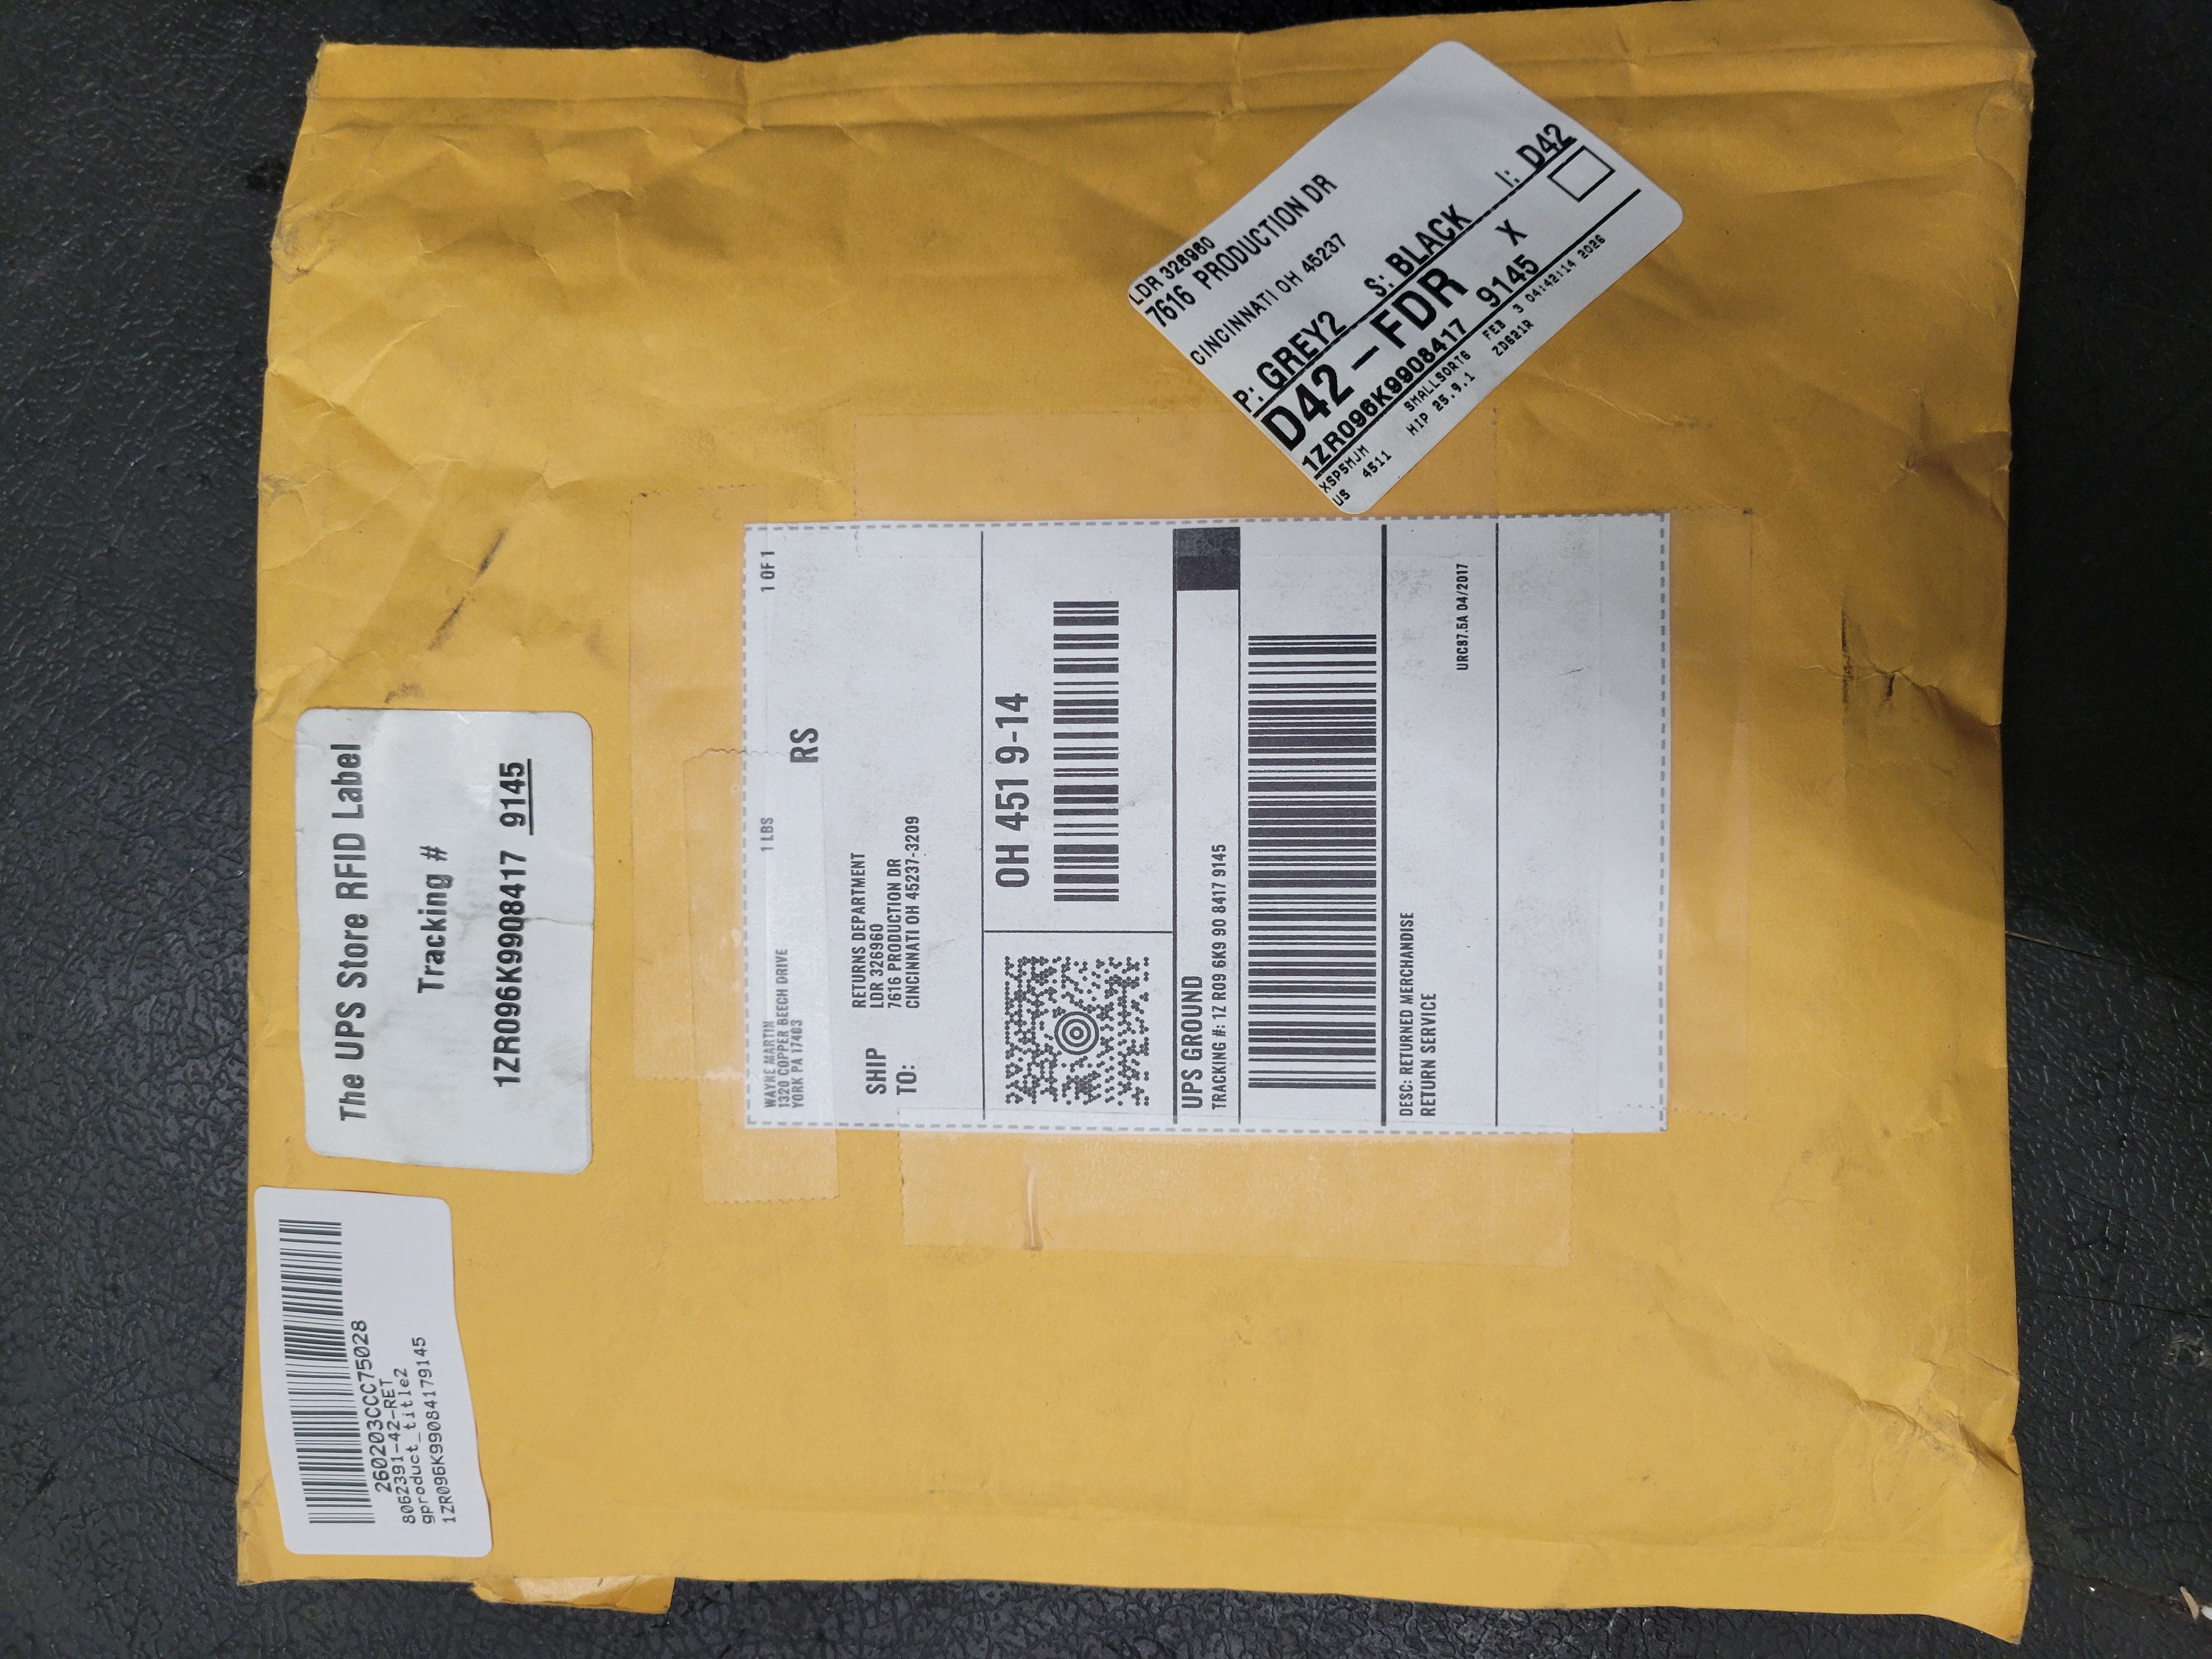 The UPS Store RFID Label
Tracking #
1ZR096K9908417 9145
260203CCC75028
8062391-42-RET
gproduct_title2
1ZR096K99084179145
WAYNE MARTIN
1320 COPPER BEECH DRIVE
YORK PA 17403
1 LBS
1 OF 1
RS
SHIP
TO:
RETURNS DEPARTMENT
LDR 326960
7616 PRODUCTION DR
CINCINNATI OH 45237-3209
OH 451 9-14
UPS GROUND
TRACKING #: 1Z R09 6K9 90 8417 9145
DESC: RETURNED MERCHANDISE
RETURN SERVICE
URC87.5A 04/2017
LDR 326960
7616 PRODUCTION DR
CINCINNATI OH 45237
P: GREY2 S: BLACK I: D42
D42-FDR X
1ZR096K9908417 9145
XSP5MJM SMALLSORT6 FEB 3 04:42:14 2026
US 4511 HIP 25.9.1 ZD621R